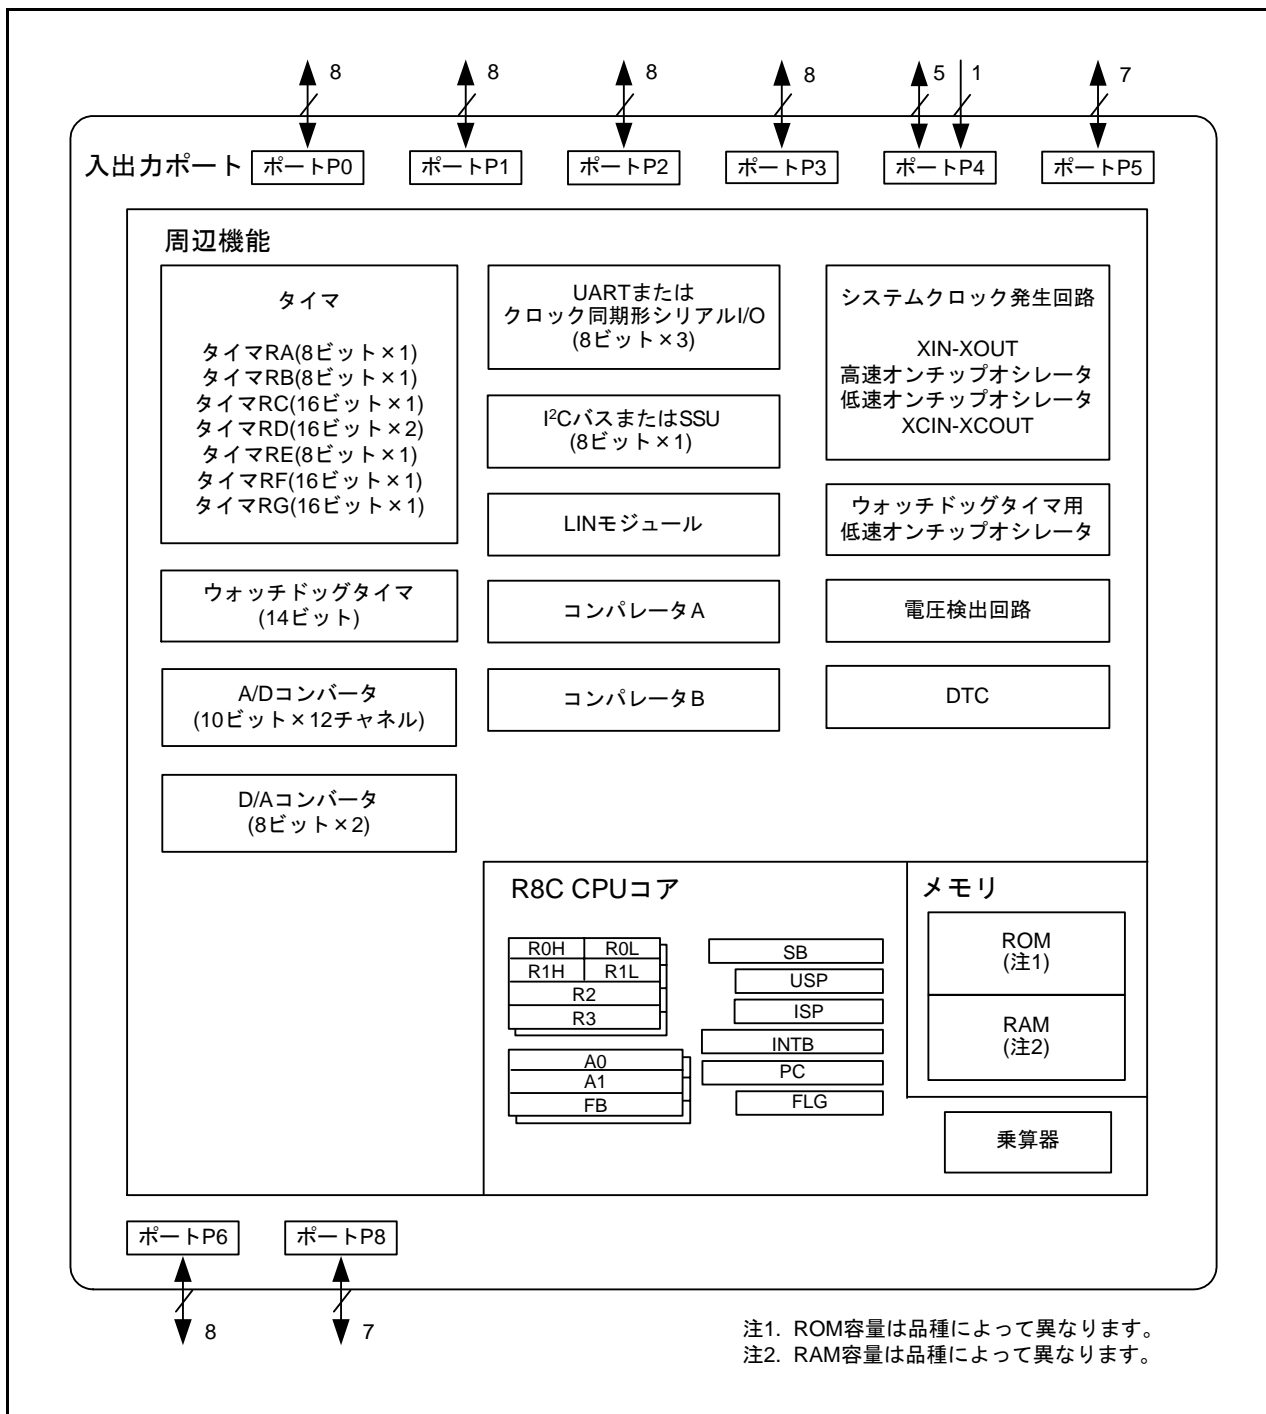 8
8
8
8
5
1
7
入出力ポート
ポートP0
ポートP1
ポートP2
ポートP3
ポートP4
ポートP5
周辺機能
タイマ
タイマRA(8ビット×1)
タイマRB(8ビット×1)
タイマRC(16ビット×1)
タイマRD(16ビット×2)
タイマRE(8ビット×1)
タイマRF(16ビット×1)
タイマRG(16ビット×1)
ウォッチドッグタイマ
(14ビット)
A/Dコンバータ
(10ビット×12チャネル)
D/Aコンバータ
(8ビット×2)
UARTまたは
クロック同期形シリアルI/O
(8ビット×3)
I²CバスまたはSSU
(8ビット×1)
LINモジュール
コンパレータA
コンパレータB
システムクロック発生回路
XIN-XOUT
高速オンチップオシレータ
低速オンチップオシレータ
XCIN-XCOUT
ウォッチドッグタイマ用
低速オンチップオシレータ
電圧検出回路
DTC
R8C CPUコア
R0H
R0L
R1H
R1L
R2
R3
A0
A1
FB
SB
USP
ISP
INTB
PC
FLG
メモリ
ROM
(注1)
RAM
(注2)
乗算器
ポートP6
ポートP8
8
7
注1. ROM容量は品種によって異なります。
注2. RAM容量は品種によって異なります。